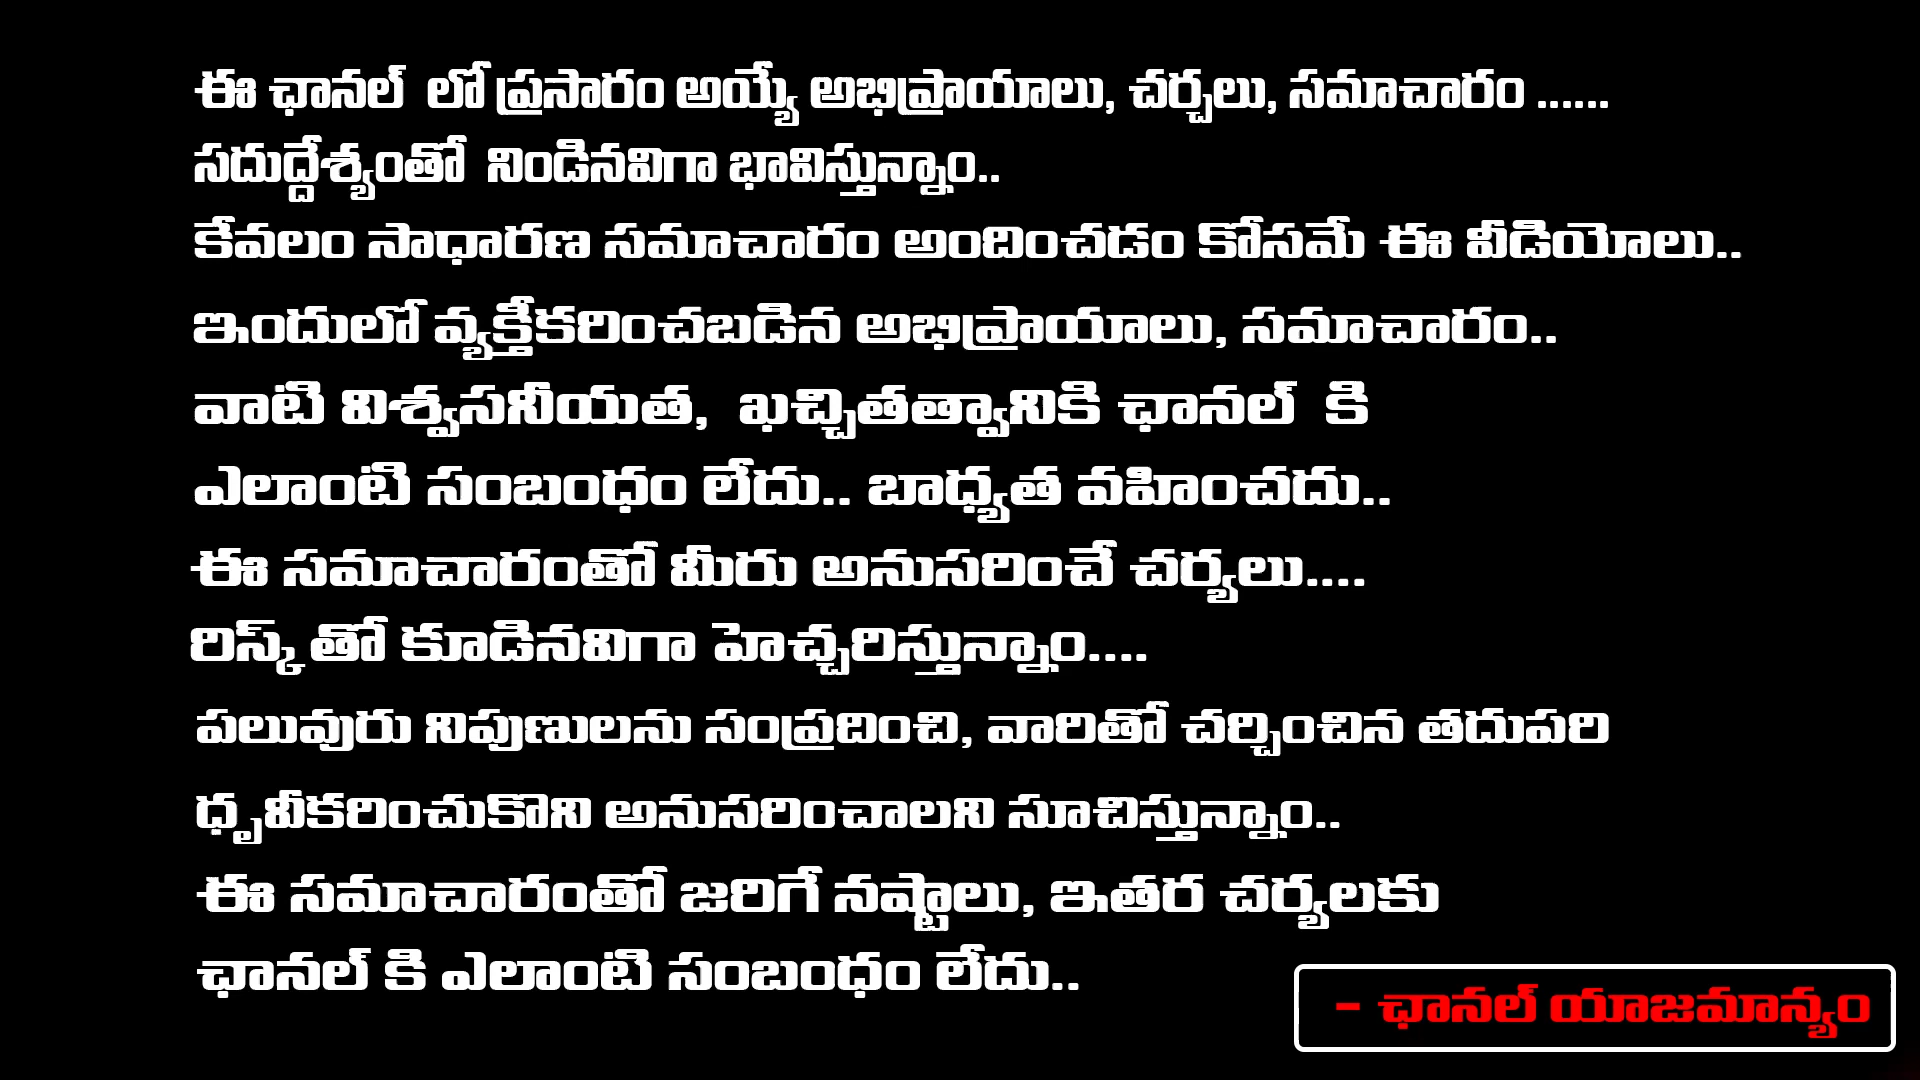 ఈ ఛానల్ లో ప్రసారం అయ్యే అభిప్రాయాలు, చర్చలు, సమాచారం ......
సదుద్దేశ్యంతో నిండినవిగా భావిస్తున్నాం..
కేవలం సాధారణ సమాచారం అందించడం కోసమే ఈ వీడియోలు..
ఇందులో వ్యక్తీకరించబడిన అభిప్రాయాలు, సమాచారం..
వాటి విశ్వసనీయత, ఖచ్చితత్వానికి ఛానల్ కి
ఎలాంటి సంబంధం లేదు.. బాధ్యత వహించదు..
ఈ సమాచారంతో మీరు అనుసరించే చర్యలు....
రిస్క్ తో కూడినవిగా హెచ్చరిస్తున్నాం....
పలువురు నిపుణులను సంప్రదించి, వారితో చర్చించిన తదుపరి
ధృవీకరించుకొని అనుసరించాలని సూచిస్తున్నాం..
ఈ సమాచారంతో జరిగే నష్టాలు, ఇతర చర్యలకు
ఛానల్ కి ఎలాంటి సంబంధం లేదు..
- ఛానల్ యాజమాన్యం